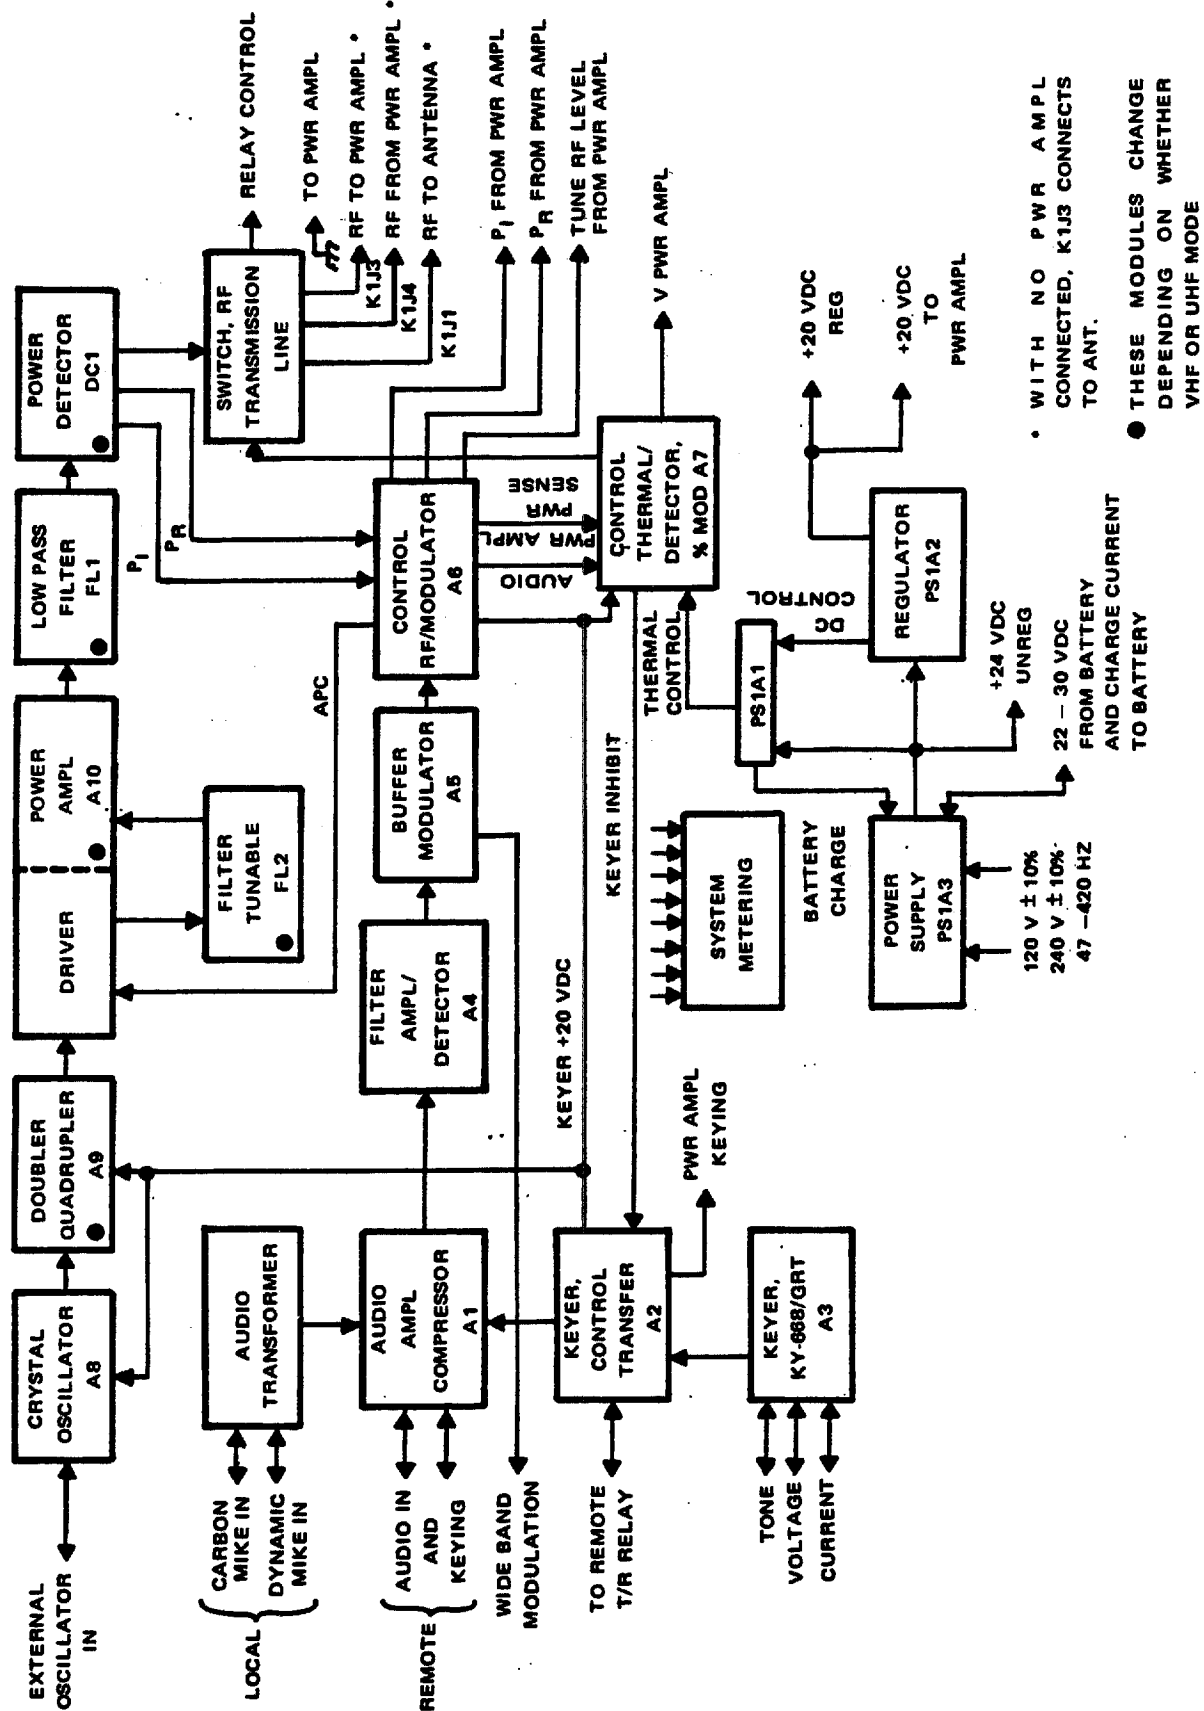 EXTERNAL
OSCILLATOR
IN
CRYSTAL
OSCILLATOR
A8
DOUBLER
QUADRUPLER
A9
DRIVER
POWER
AMPL
A10
LOW PASS
FILTER
FL1
POWER
DETECTOR
DC1
FILTER
TUNABLE
FL2
P_I
P_R
APC
SWITCH, RF
TRANSMISSION
LINE
RELAY CONTROL
TO PWR AMPL
RF TO PWR AMPL *
K1J3
RF FROM PWR AMPL *
K1J4
RF TO ANTENNA *
K1J1
P_I FROM PWR AMPL
P_R FROM PWR AMPL
TUNE RF LEVEL
FROM PWR AMPL
LOCAL
CARBON
MIKE IN
DYNAMIC
MIKE IN
AUDIO
TRANSFORMER
REMOTE
AUDIO IN
AND
KEYING
AUDIO
AMPL
COMPRESSOR
A1
FILTER
AMPL/
DETECTOR
A4
BUFFER
MODULATOR
A5
CONTROL
RF/MODULATOR
A6
SENSE
PWR
PWR AMPL
AUDIO
WIDE BAND
MODULATION
KEYER +20 VDC
KEYER INHIBIT
CONTROL
THERMAL/
DETECTOR,
% MOD A7
V PWR AMPL
THERMAL
CONTROL
TO REMOTE
T/R RELAY
KEYER,
CONTROL
TRANSFER
A2
PWR AMPL
KEYING
TONE
VOLTAGE
CURRENT
KEYER,
KY-668/GRT
A3
SYSTEM
METERING
BATTERY
CHARGE
PS1A1
DC
CONTROL
POWER
SUPPLY
PS1A3
REGULATOR
PS1A2
120 V ± 10%
240 V ± 10%
47 – 420 HZ
+24 VDC
UNREG
22 – 30 VDC
FROM BATTERY
AND CHARGE CURRENT
TO BATTERY
+20 VDC
REG
+20 VDC
TO
PWR AMPL
* WITH NO PWR AMPL
CONNECTED, K1J3 CONNECTS
TO ANT.
● THESE MODULES CHANGE
DEPENDING ON WHETHER
VHF OR UHF MODE